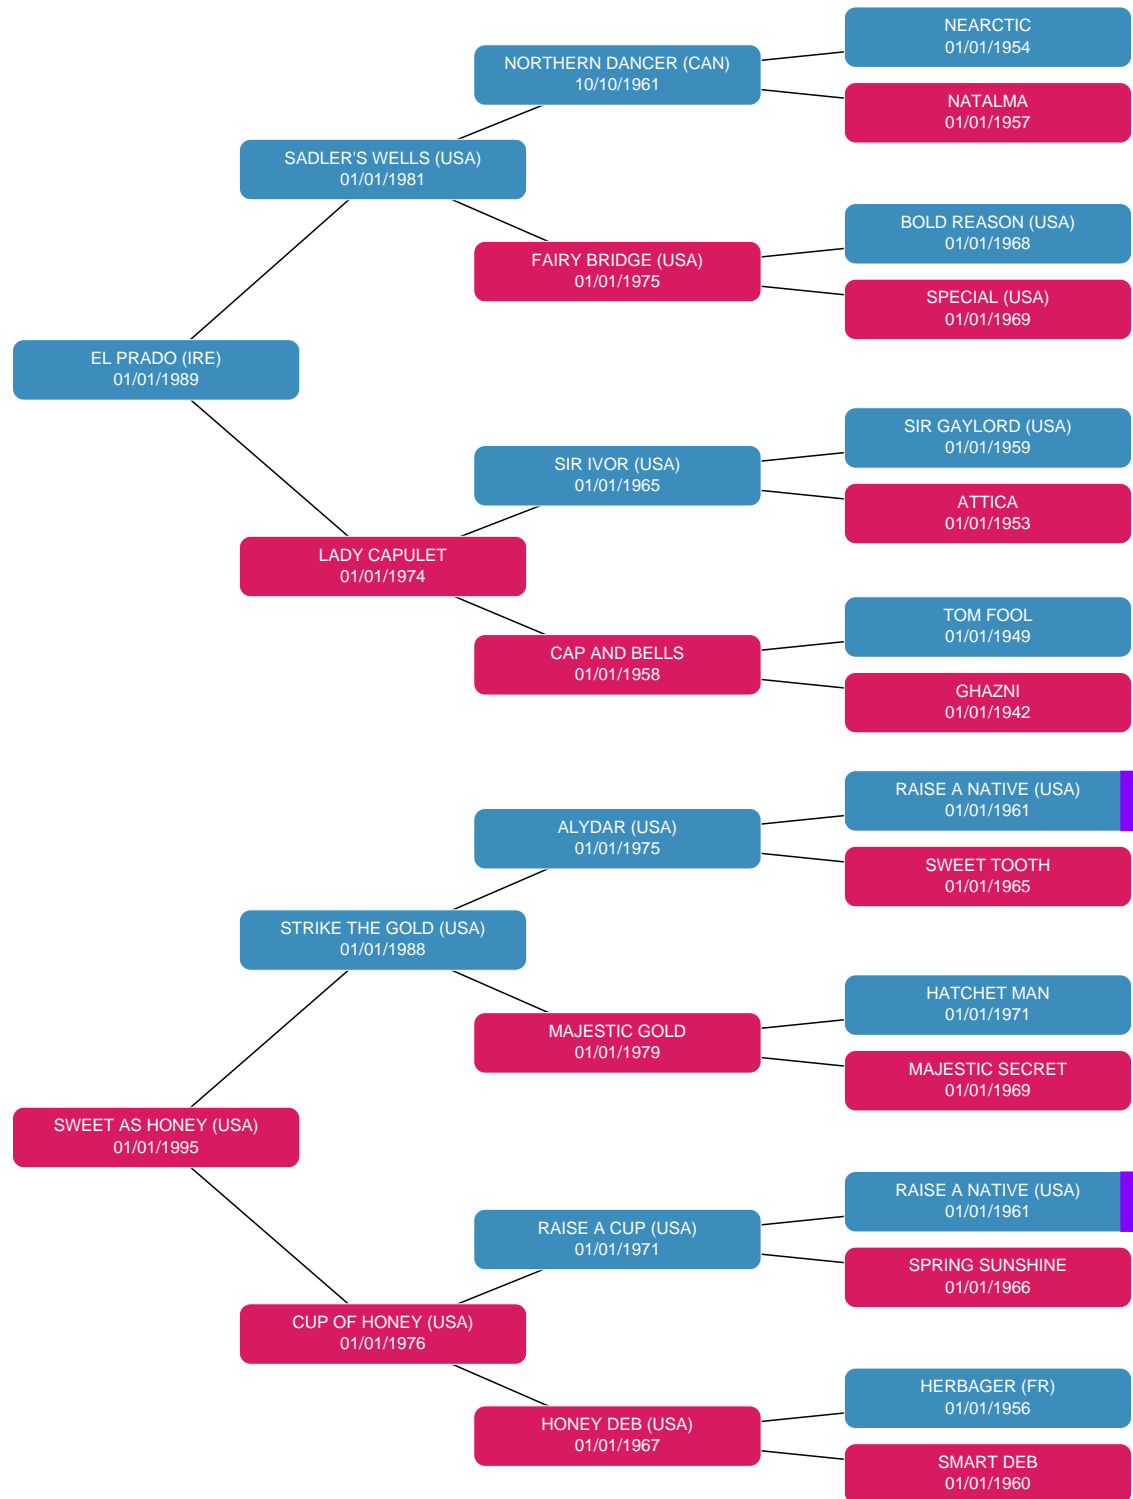 NEARCTIC
01/01/1954
NORTHERN DANCER (CAN)
10/10/1961
NATALMA
01/01/1957
SADLER'S WELLS (USA)
01/01/1981
BOLD REASON (USA)
01/01/1968
FAIRY BRIDGE (USA)
01/01/1975
SPECIAL (USA)
01/01/1969
EL PRADO (IRE)
01/01/1989
SIR GAYLORD (USA)
01/01/1959
SIR IVOR (USA)
01/01/1965
ATTICA
01/01/1953
LADY CAPULET
01/01/1974
TOM FOOL
01/01/1949
CAP AND BELLS
01/01/1958
GHAZNI
01/01/1942
RAISE A NATIVE (USA)
01/01/1961
ALYDAR (USA)
01/01/1975
SWEET TOOTH
01/01/1965
STRIKE THE GOLD (USA)
01/01/1988
HATCHET MAN
01/01/1971
MAJESTIC GOLD
01/01/1979
MAJESTIC SECRET
01/01/1969
SWEET AS HONEY (USA)
01/01/1995
RAISE A NATIVE (USA)
01/01/1961
RAISE A CUP (USA)
01/01/1971
SPRING SUNSHINE
01/01/1966
CUP OF HONEY (USA)
01/01/1976
HERBAGER (FR)
01/01/1956
HONEY DEB (USA)
01/01/1967
SMART DEB
01/01/1960